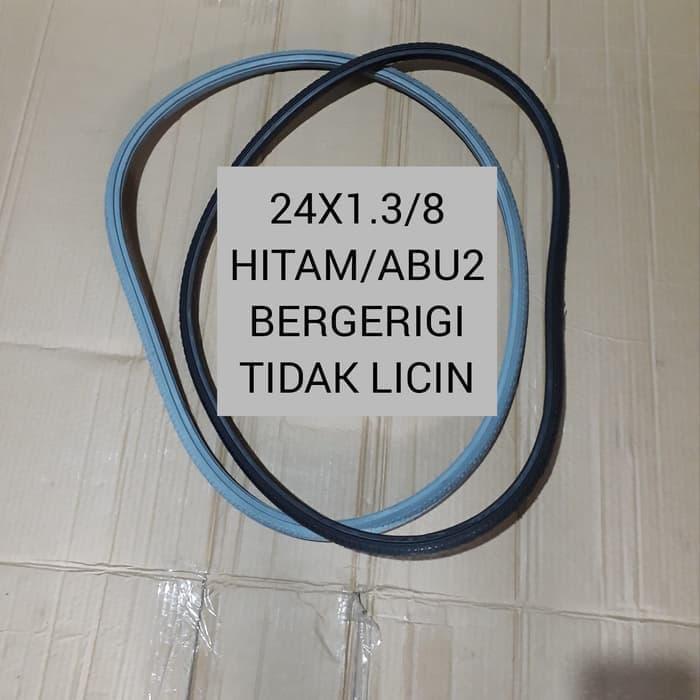 24X1.3/8
HITAM/ABU2
BERGERIGI
TIDAK LICIN